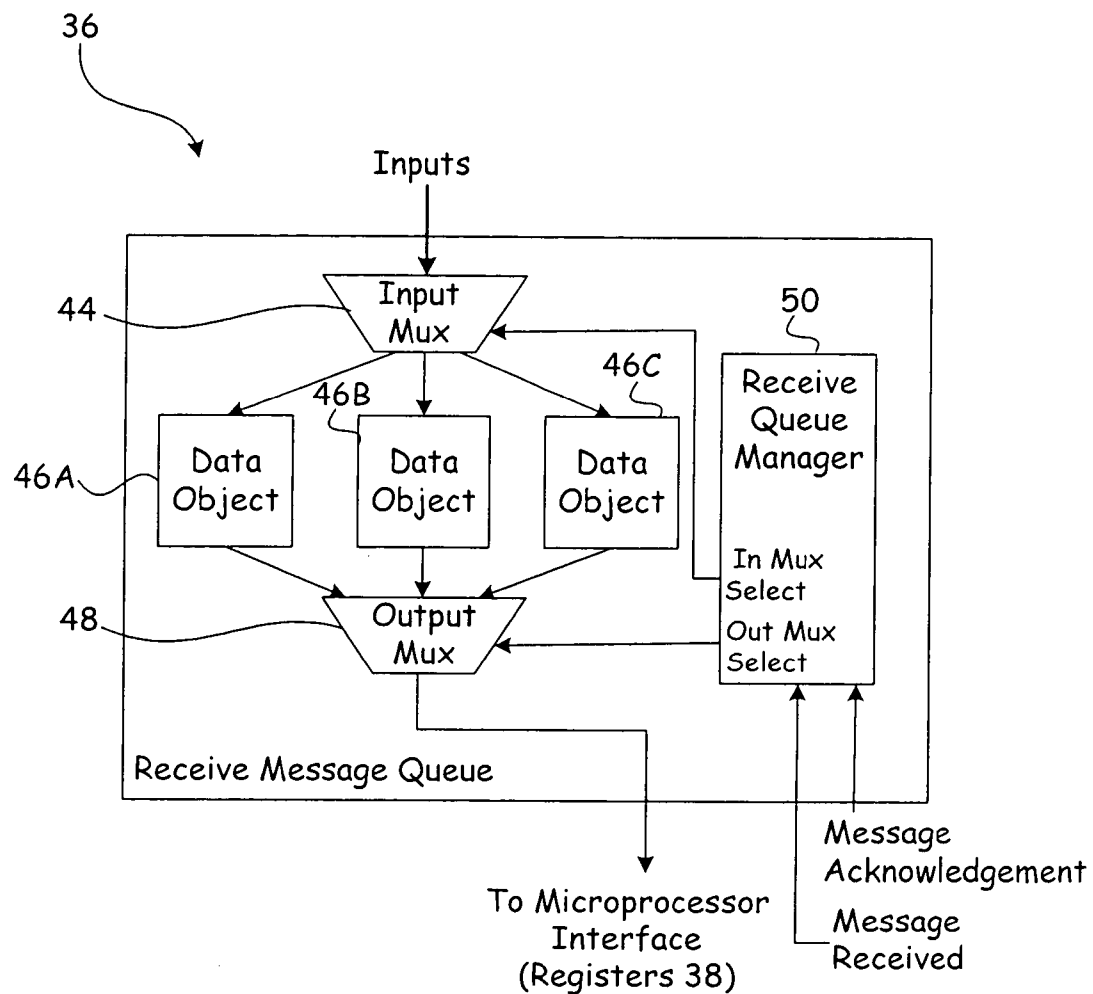 36
Inputs
44
Input
Mux
50
46B
46C
Receive
Queue
Manager
46A
Data
Object
Data
Object
Data
Object
In Mux
Select
48
Output
Mux
Out Mux
Select
Receive Message Queue
Message
Acknowledgement
To Microprocessor
Interface
(Registers 38)
Message
Received